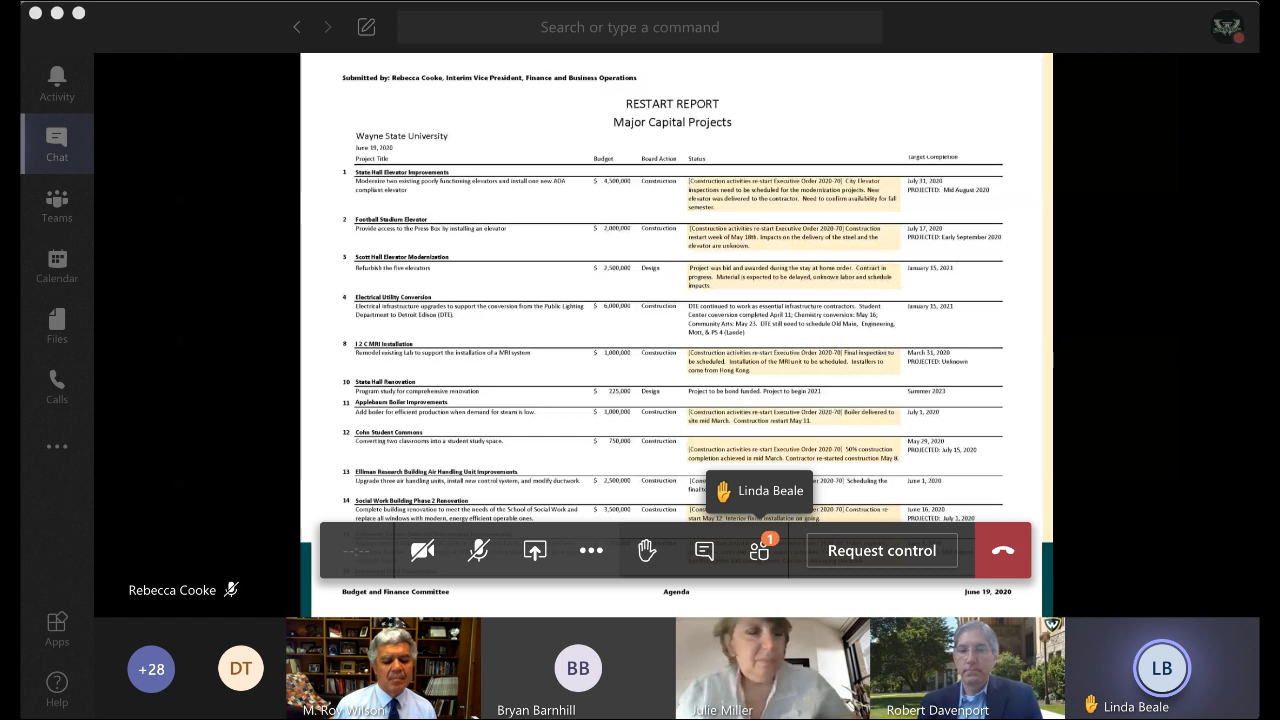 Search or type a command
Activity
Chat
Teams
Calendar
Files
Calls
Apps
Help
Submitted by: Rebecca Cooke, Interim Vice President, Finance and Business Operations
RESTART REPORT
Major Capital Projects
Wayne State University
June 19, 2020
Project Title Budget Board Action Status Target Completion
1 State Hall Elevator Improvements
Modernize two existing poorly functioning elevators and install one new ADA $ 4,500,000 Construction [Construction activities re-start Executive Order 2020-70] City Elevator July 31, 2020
compliant elevator inspections need to be scheduled for the modernization projects. New PROJECTED: Mid August 2020
elevator was delivered to the contractor. Need to confirm availability for fall
semester.
2 Football Stadium Elevator
Provide access to the Press Box by installing an elevator $ 2,000,000 Construction [Construction activities re-start Executive Order 2020-70] Construction July 17, 2020
restart week of May 18th. Impacts on the delivery of the steel and the PROJECTED: Early September 2020
elevator are unknown.
3 Scott Hall Elevator Modernization
Refurbish the five elevators $ 2,500,000 Design Project was bid and awarded during the stay at home order. Contract in January 15, 2021
progress. Material is expected to be delayed, unknown labor and schedule
impacts
4 Electrical Utility Conversion
Electrical infrastructure upgrades to support the conversion from the Public Lighting $ 6,000,000 Construction DTE continued to work as essential infrastructure contractors. Student January 15, 2021
Department to Detroit Edison (DTE). Center conversion completed April 11; Chemistry conversion: May 16;
Community Arts: May 23. DTE still need to schedule Old Main, Engineering,
Mott, & PS 4 (Lande)
8 I 2 C MRI Installation
Remodel existing Lab to support the installation of a MRI system $ 1,000,000 Construction [Construction activities re-start Executive Order 2020-70] Final inspection to March 31, 2020
be scheduled. Installation of the MRI unit to be scheduled. Installers to PROJECTED: Unknown
come from Hong Kong.
10 State Hall Renovation
Program study for comprehensive renovation $ 225,000 Design Project to be bond funded. Project to begin 2021 Summer 2023
11 Applebaum Boiler Improvements
Add boiler for efficient production when demand for steam is low. $ 1,000,000 Construction [Construction activities re-start Executive Order 2020-70] Boiler delivered to July 1, 2020
site mid March. Construction restart May 11.
12 Cohn Student Commons
Converting two classrooms into a student study space. $ 750,000 Construction May 29, 2020
[Construction activities re-start Executive Order 2020-70] 50% construction PROJECTED: July 15, 2020
completion achieved in mid March. Contractor re-started construction May 8.
13 Elliman Research Building Air Handling Unit Improvements
Upgrade three air handling units, install new control system, and modify ductwork. $ 2,500,000 Construction [Cons Order 2020-70] Scheduling the June 1, 2020
final to
14 Social Work Building Phase 2 Renovation
Complete building renovation to meet the needs of the School of Social Work and $ 3,500,000 Construction [Const Order 2020-70] Construction re- June 16, 2020
replace all windows with modern, energy efficient operable ones. start May 12. Interior finish installation on going. PROJECTED: July 1, 2020
Linda Beale
--:--
1
Request control
Budget and Finance Committee Agenda June 19, 2020
Rebecca Cooke
+28
DT
M. Roy Wilson
BB
Bryan Barnhill
Julie Miller
Robert Davenport
LB
Linda Beale